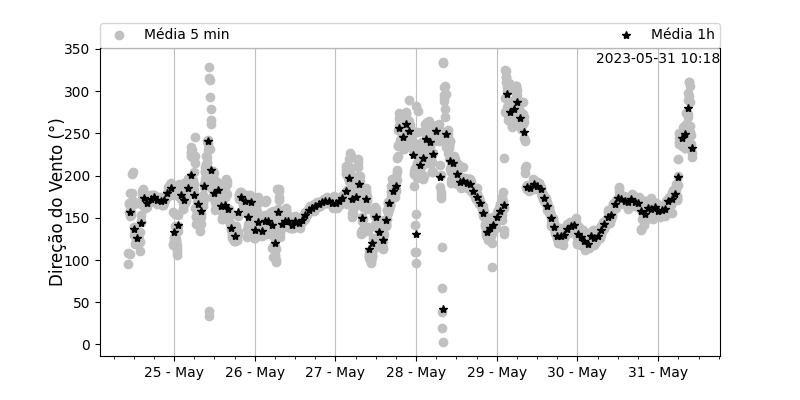 Média 5 min
Média 1h
2023-05-31 10:18
Direção do Vento (°)
350
300
250
200
150
100
50
0
25 - May
26 - May
27 - May
28 - May
29 - May
30 - May
31 - May